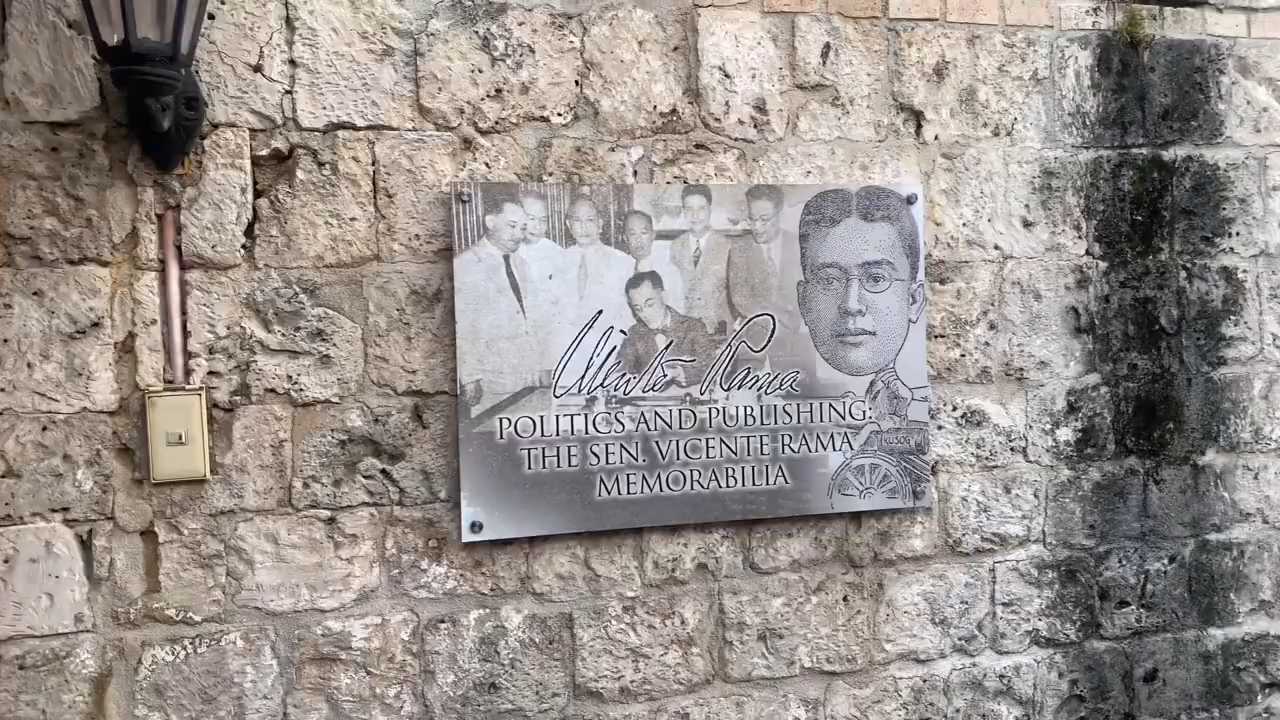 Vicente Rama
POLITICS AND PUBLISHING:
THE SEN. VICENTE RAMA
MEMORABILIA
KUSOG